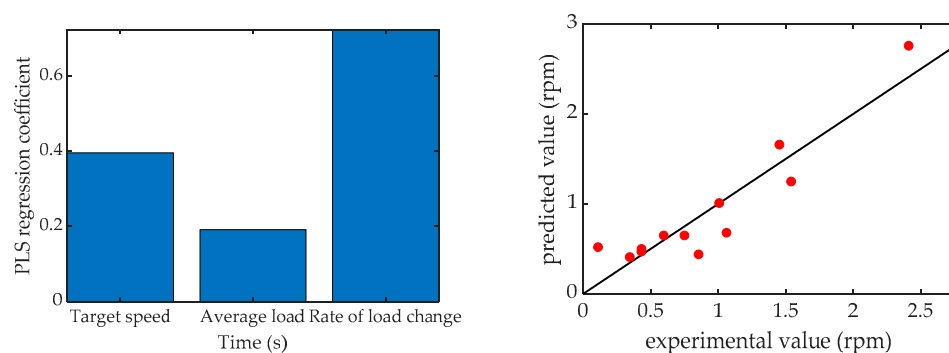 PLS regression coefficient
0.6
0.4
0.2
0
Target speed
Average load
Rate of load change
Time (s)
predicted value (rpm)
3
2
1
0
0
0.5
1
1.5
2
2.5
experimental value (rpm)